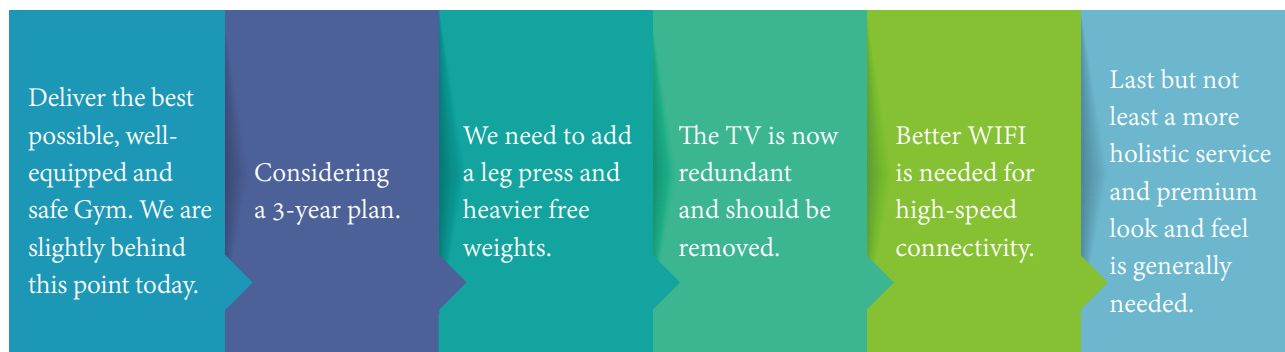 Deliver the best
possible, well-
equipped and
safe Gym. We are
slightly behind
this point today.
Considering
a 3-year plan.
We need to add
a leg press and
heavier free
weights.
The TV is now
redundant
and should be
removed.
Better WIFI
is needed for
high-speed
connectivity.
Last but not
least a more
holistic service
and premium
look and feel
is generally
needed.